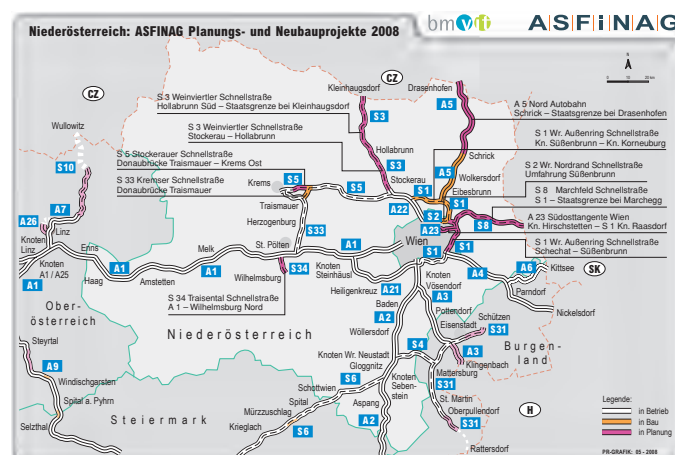 Niederösterreich: ASFINAG Planungs- und Neubauprojekte 2008
bmvit
ASFiNAG
N
0 10 20 km
Kleinhaugsdorf
CZ
Drasenhofen
CZ
S 3 Weinviertler Schnellstraße
Hollabrunn Süd – Staatsgrenze bei Kleinhaugsdorf
S3
A5
A 5 Nord Autobahn
Schrick – Staatsgrenze bei Drasenhofen
Wullowitz
S 3 Weinviertler Schnellstraße
Stockerau – Hollabrunn
Hollabrunn
S 1 Wr. Außenring Schnellstraße
Kn. Süßenbrunn – Kn. Korneuburg
S10
S 5 Stockerauer Schnellstraße
Donaubrücke Traismauer – Krems Ost
S3
Schrick
A5
Wolkersdorf
S 2 Wr. Nordrand Schnellstraße
Umfahrung Süßenbrunn
S 33 Kremser Schnellstraße
Donaubrücke Traismauer
Krems
S5
S5
Stockerau
S1
Eibesbrunn
S 8 Marchfeld Schnellstraße
S 1 – Staatsgrenze bei Marchegg
A7
Traismauer
A22
S1
S2
A26
Linz
Herzogenburg
S33
A23
S8
A 23 Südosttangente Wien
Kn. Hirschstetten – S 1 Kn. Raasdorf
Knoten
Linz
Enns
Melk
St. Pölten
A1
Wien
S1
S1
S 1 Wr. Außenring Schnellstraße
Schechat – Süßenbrunn
Knoten
A1 / A25
A1
A1
A1
Haag
Amstetten
Wilhelmsburg
S34
Knoten
Steinhäusl
Heiligenkreuz
A21
Knoten
Vösendorf
A4
A6
Kittsee
SK
Parndorf
Nickelsdorf
S 34 Traisental Schnellstraße
A 1 – Wilhelmsburg Nord
Baden
A2
A3
Pottendorf
Schützen
Eisenstadt
S31
Ober-
österreich
Niederösterreich
Wöllersdorf
Burgen-
land
Steyrtal
A9
Windischgarsten
Spital a. Pyhrn
Knoten Wr. Neustadt
Gloggnitz
S4
A3
Klingenbach
Mattersburg
S31
Schottwien
S6
Spital
Mürzzuschlag
Krieglach
S6
Knoten
Seben-
stein
Aspang
A2
A2
St. Martin
Oberpullendorf
S31
Rattersdorf
H
Selzthal
Steiermark
Legende:
in Betrieb
in Bau
in Planung
PR-GRAFIK: 05 - 2008